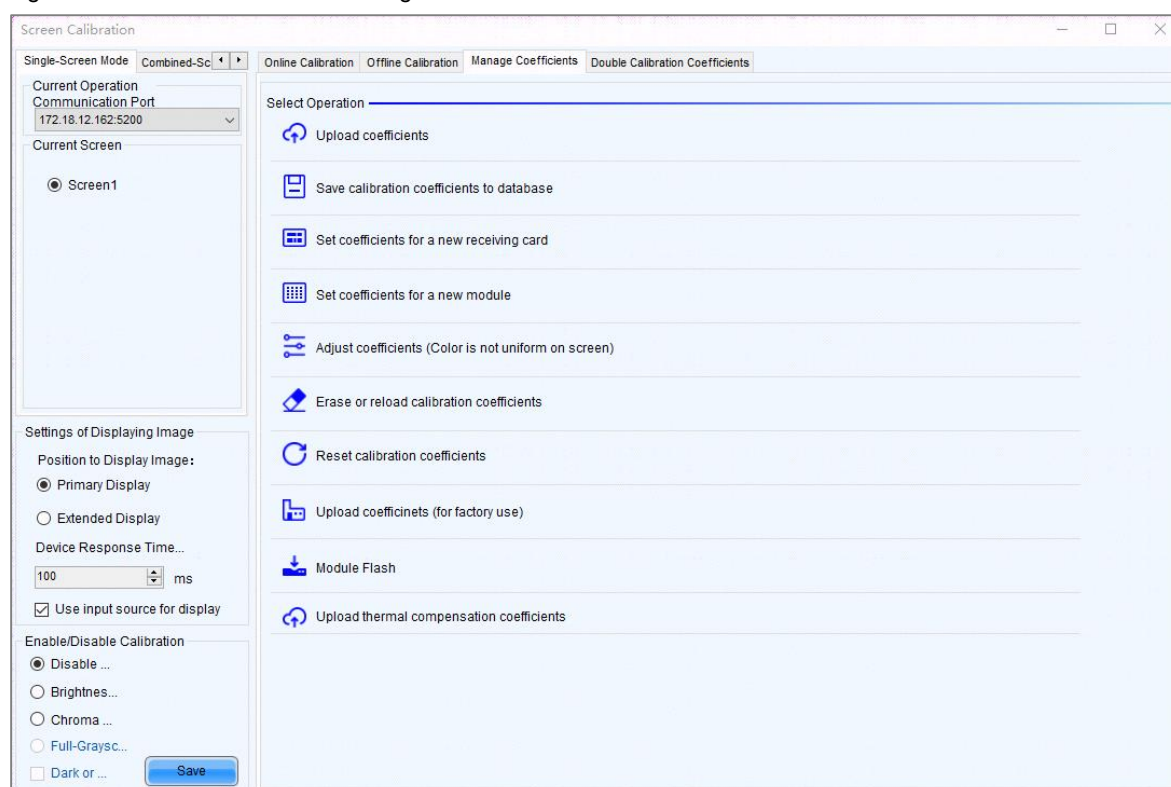 Screen Calibration
Single-Screen Mode
Combined-Sc
Online Calibration
Offline Calibration
Manage Coefficients
Double Calibration Coefficients
Current Operation
Communication Port
172.18.12.162:5200
Current Screen
Screen1
Settings of Displaying Image
Position to Display Image:
Primary Display
Extended Display
Device Response Time...
100
ms
Use input source for display
Enable/Disable Calibration
Disable ...
Brightnes...
Chroma ...
Full-Graysc...
Dark or ...
Save
Select Operation
Upload coefficients
Save calibration coefficients to database
Set coefficients for a new receiving card
Set coefficients for a new module
Adjust coefficients (Color is not uniform on screen)
Erase or reload calibration coefficients
Reset calibration coefficients
Upload coefficinets (for factory use)
Module Flash
Upload thermal compensation coefficients